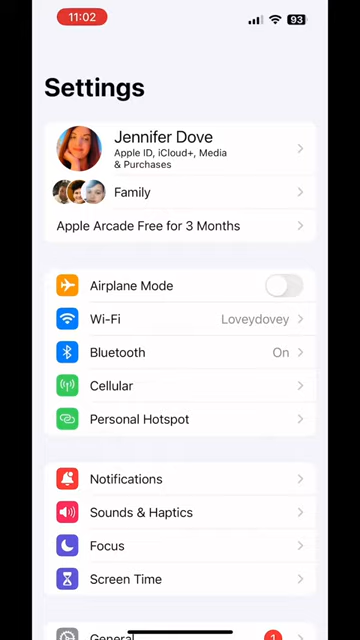 11:02
93
Settings
Jennifer Dove
Apple ID, iCloud+, Media
& Purchases
Family
Apple Arcade Free for 3 Months
Airplane Mode
Wi-Fi Loveydovey
Bluetooth On
Cellular
Personal Hotspot
Notifications
Sounds & Haptics
Focus
Screen Time
General 1